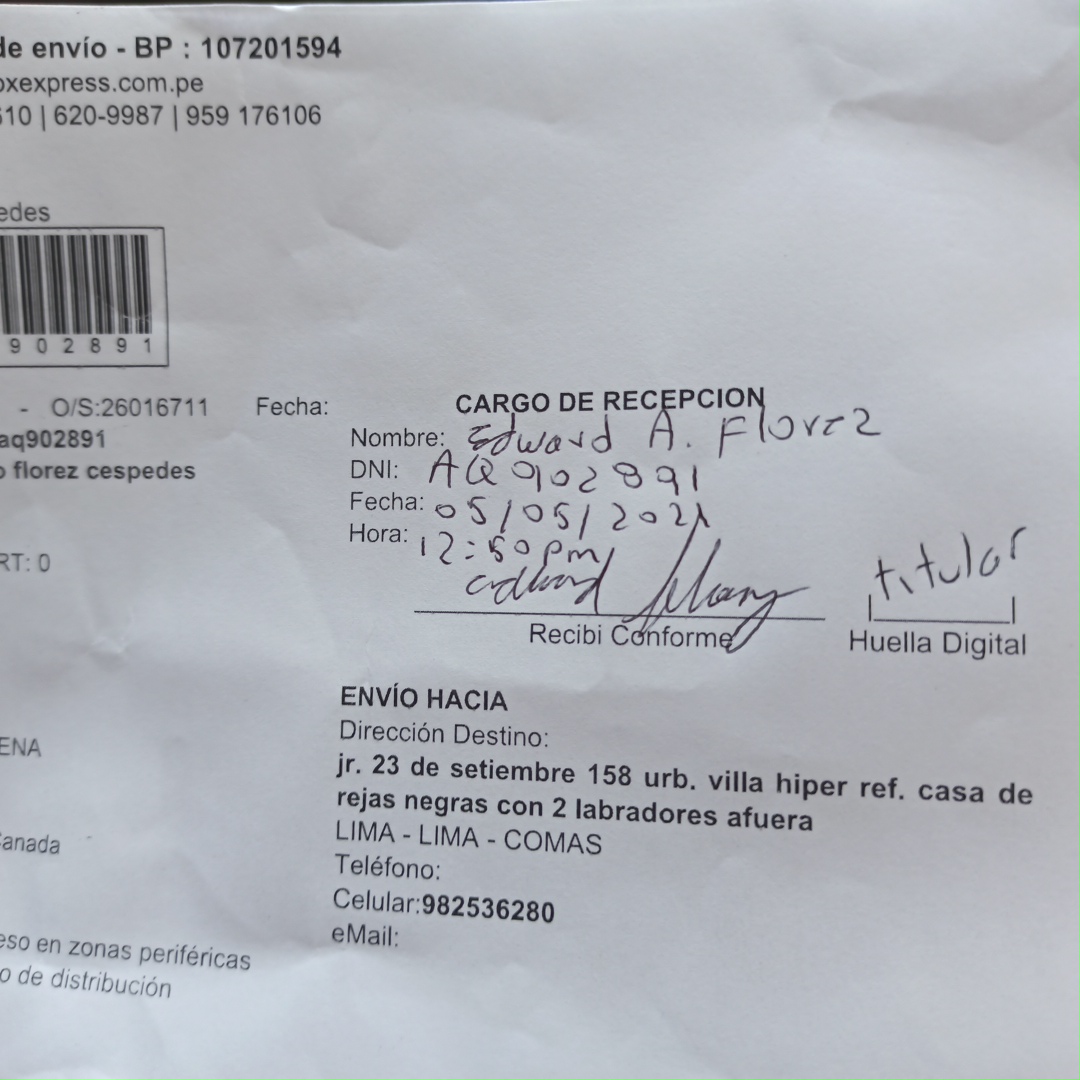 de envío - BP : 107201594
oxexpress.com.pe
610 | 620-9987 | 959 176106
edes
902891
- O/S:26016711 Fecha:
CARGO DE RECEPCION
aq902891
Nombre: Edward A. Florez
o florez cespedes
DNI: AQ902891
Fecha: 05/05/2021
Hora: 12:50pm
RT: 0
titular
Recibi Conforme
Huella Digital
ENVÍO HACIA
Dirección Destino:
ENA
jr. 23 de setiembre 158 urb. villa hiper ref. casa de
rejas negras con 2 labradores afuera
LIMA - LIMA - COMAS
Canada
Teléfono:
Celular:982536280
eMail:
eso en zonas periféricas
o de distribución